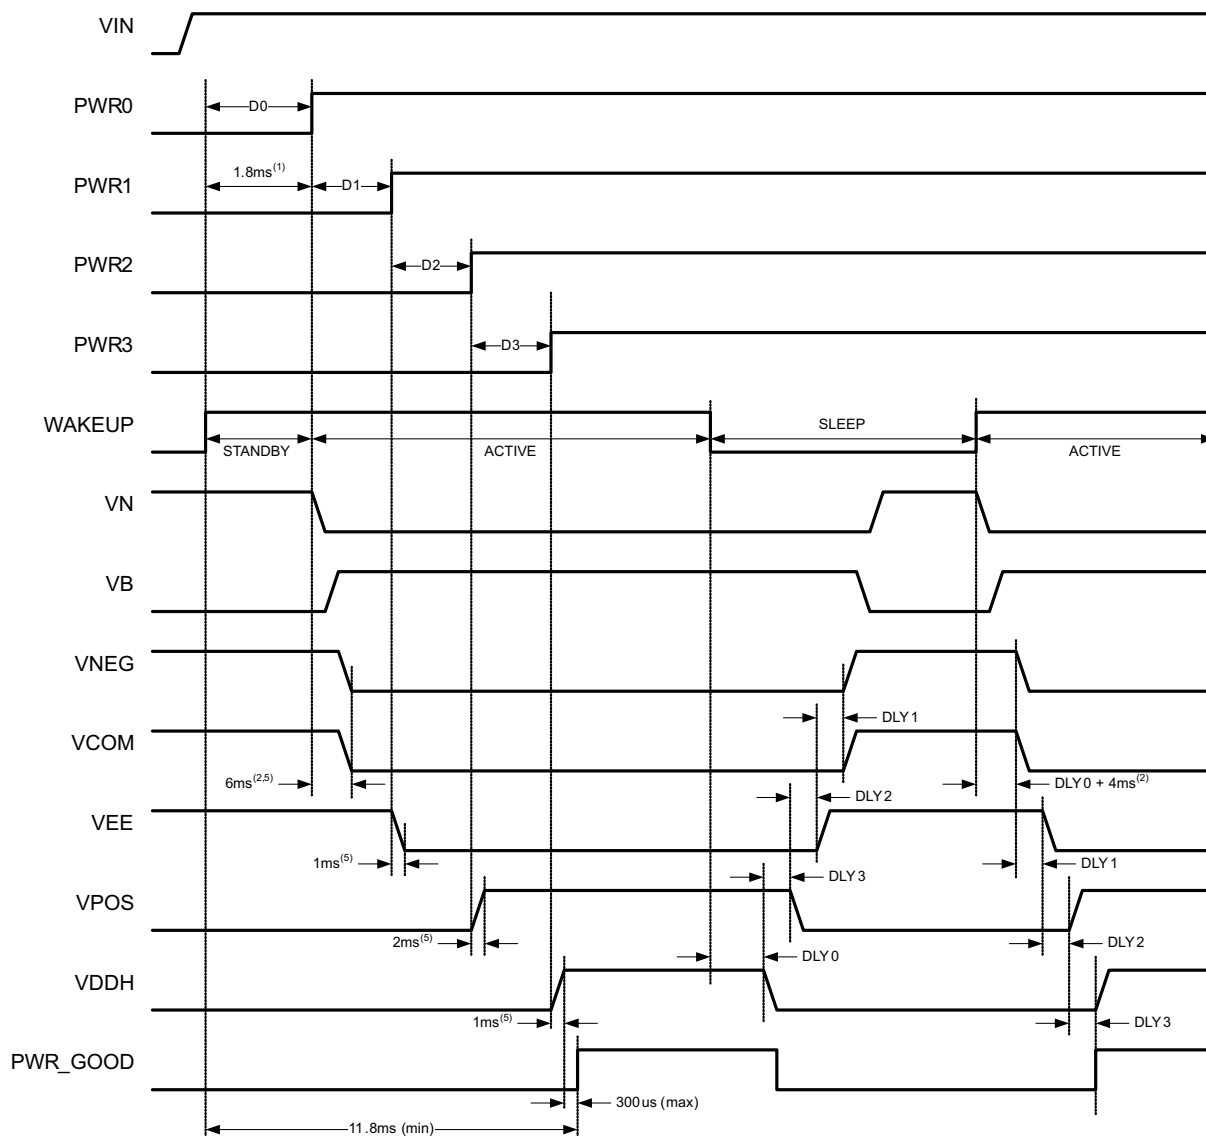 VIN
PWR0
D0
PWR1
1.8ms(1)
D1
PWR2
D2
PWR3
D3
WAKEUP
STANDBY
ACTIVE
SLEEP
ACTIVE
VN
VB
VNEG
DLY1
VCOM
6ms(2,5)
DLY2
DLY0 + 4ms(2)
VEE
1ms(5)
DLY3
DLY1
VPOS
2ms(5)
DLY0
DLY2
VDDH
1ms(5)
DLY3
PWR_GOOD
300us (max)
11.8ms (min)